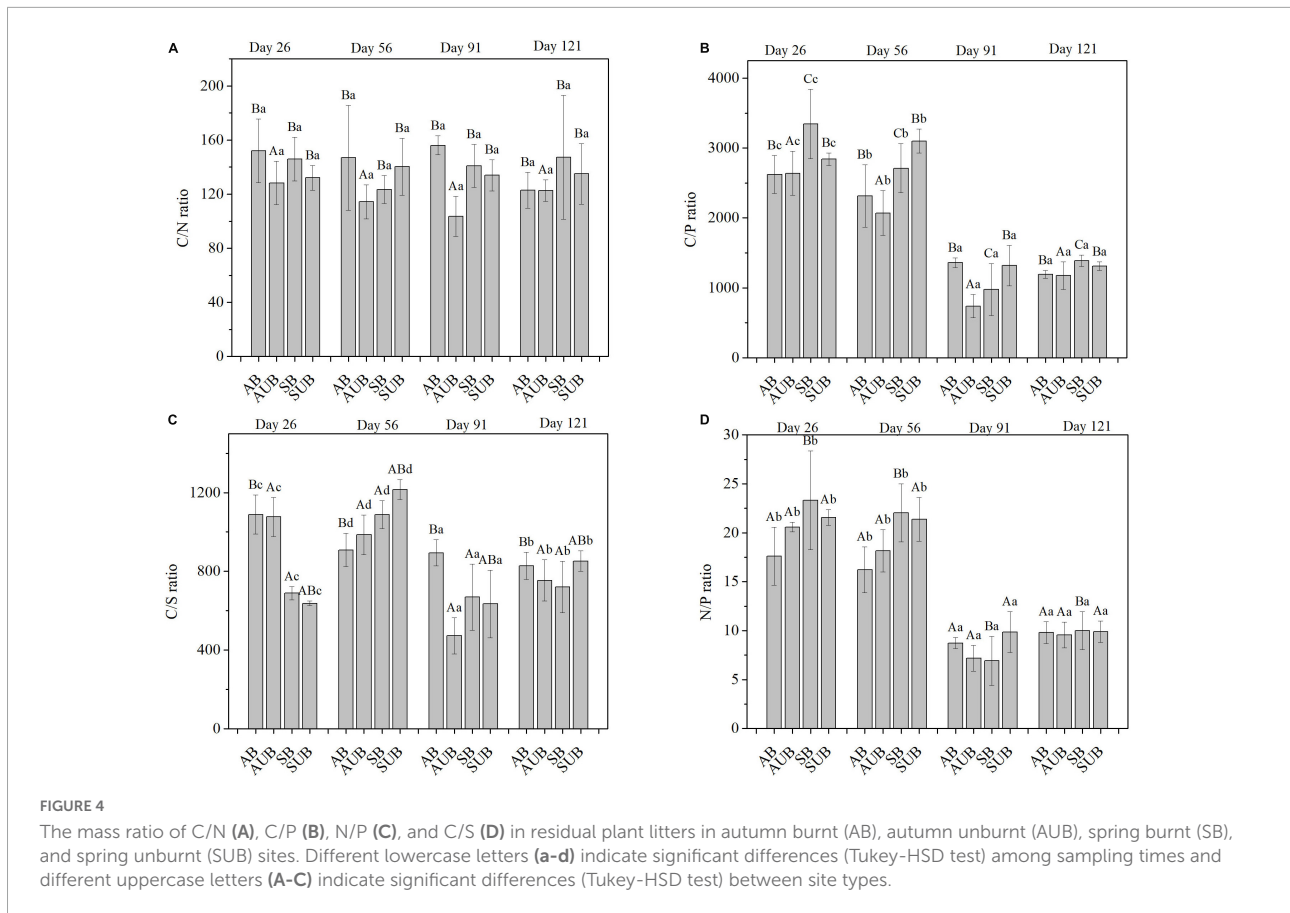 A
Day 26 Day 56 Day 91 Day 121
200
160
120
80
40
0
C/N ratio
Ba Aa Ba Ba Ba Aa Ba Ba Ba Aa Ba Ba Ba Aa Ba Ba
AB AUB SB SUB AB AUB SB SUB AB AUB SB SUB AB AUB SB SUB
B
Day 26 Day 56 Day 91 Day 121
4000
3000
2000
1000
0
C/P ratio
Bc Ac Cc Bc Bb Ab Cb Bb Ba Aa Ca Ba Ba Aa Ca Ba
AB AUB SB SUB AB AUB SB SUB AB AUB SB SUB AB AUB SB SUB
C
Day 26 Day 56 Day 91 Day 121
1200
800
400
0
C/S ratio
Bc Ac Ac ABc Bd Ad Ad ABd Ba Aa Aa ABa Bb Ab Ab ABb
AB AUB SB SUB AB AUB SB SUB AB AUB SB SUB AB AUB SB SUB
D
Day 26 Day 56 Day 91 Day 121
30
25
20
15
10
5
0
N/P ratio
Ab Ab Bb Ab Ab Ab Bb Ab Aa Aa Ba Aa Aa Aa Ba Aa
AB AUB SB SUB AB AUB SB SUB AB AUB SB SUB AB AUB SB SUB
FIGURE 4
The mass ratio of C/N (A), C/P (B), N/P (C), and C/S (D) in residual plant litters in autumn burnt (AB), autumn unburnt (AUB), spring burnt (SB),
and spring unburnt (SUB) sites. Different lowercase letters (a-d) indicate significant differences (Tukey-HSD test) among sampling times and
different uppercase letters (A-C) indicate significant differences (Tukey-HSD test) between site types.